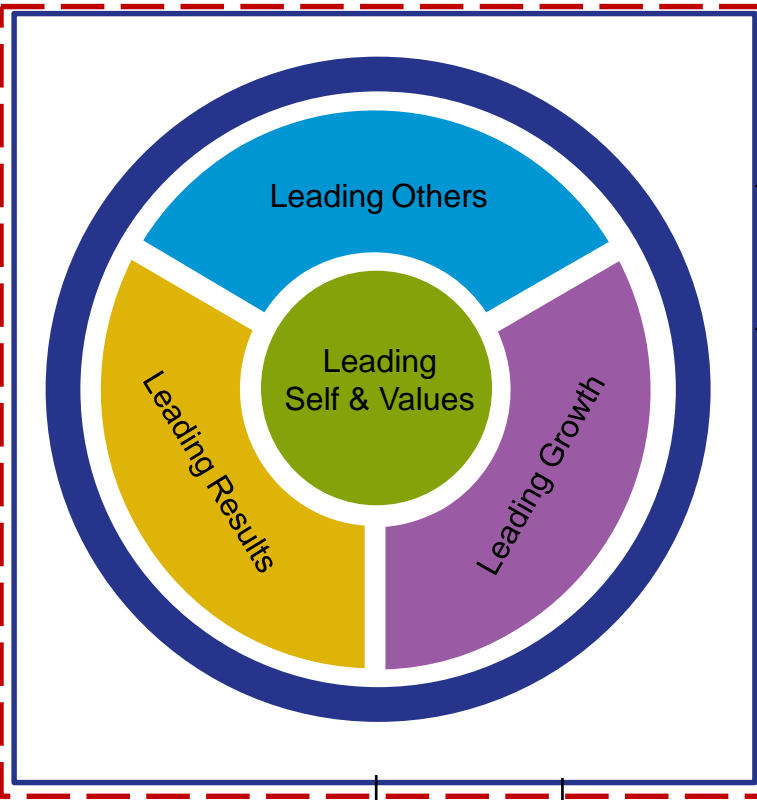 Leading Others
Leading
Self & Values
Leading Results
Leading Growth